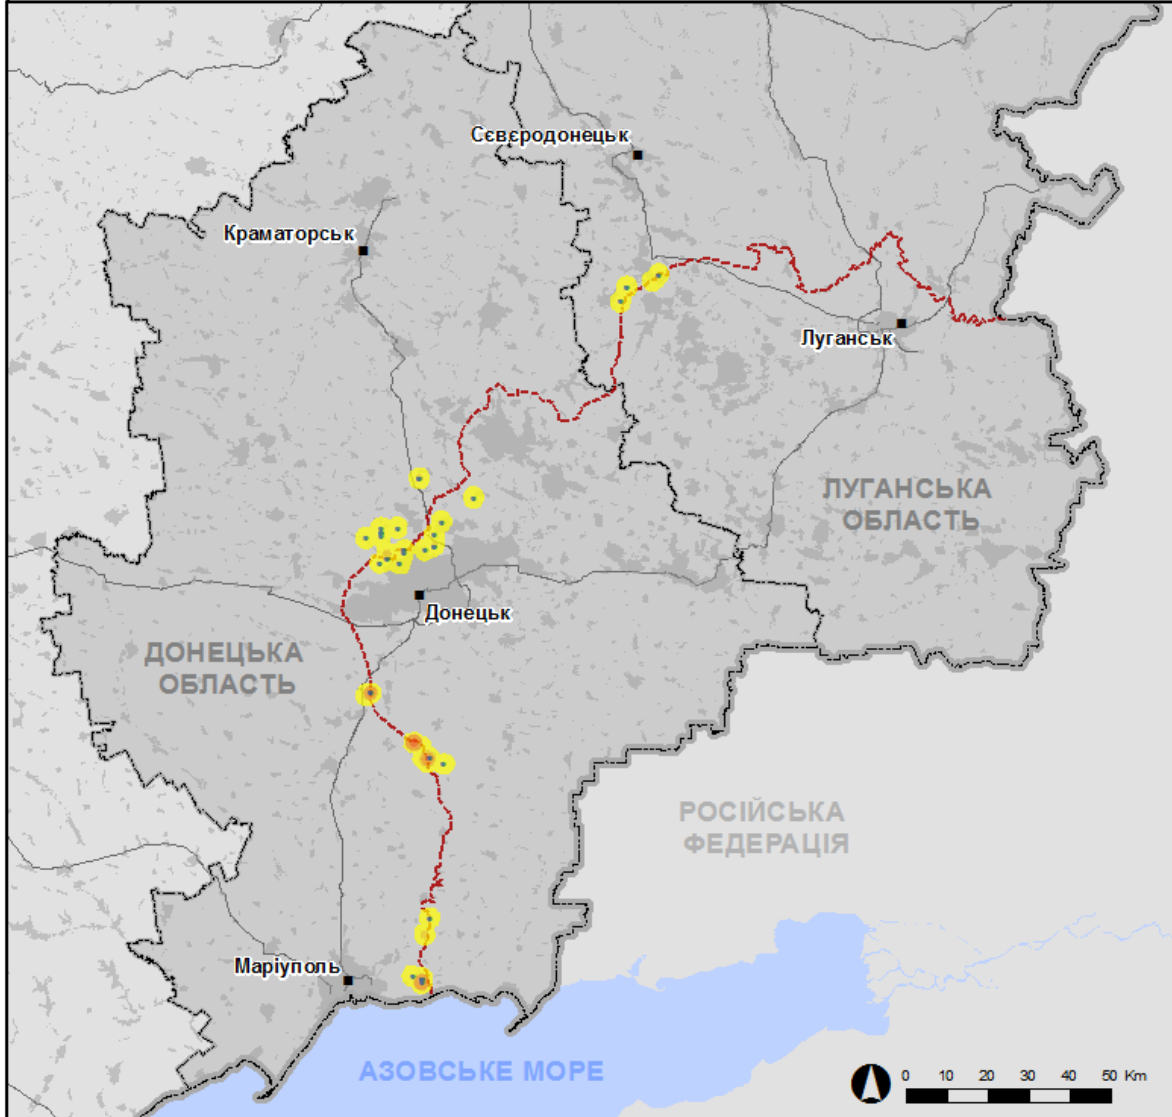 Сєвєродонецьк
Краматорськ
Луганськ
ЛУГАНСЬКА
ОБЛАСТЬ
Донецьк
ДОНЕЦЬКА
ОБЛАСТЬ
РОСІЙСЬКА
ФЕДЕРАЦІЯ
Маріуполь
АЗОВСЬКЕ МОРЕ
0 10 20 30 40 50 Km